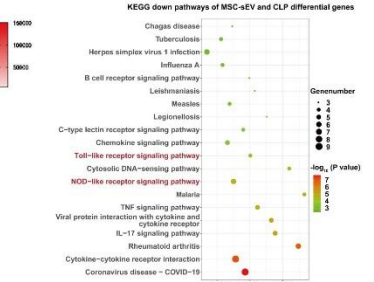 150000
100000
50000
KEGG down pathways of MSC-sEV and CLP differential genes
Chagas disease
Tuberculosis
Herpes simplex virus 1 infection
Influenza A
B cell receptor signaling pathway
Leishmaniasis
Measles
Legionellosis
C-type lectin receptor signaling pathway
Chemokine signaling pathway
Toll-like receptor signaling pathway
Cytosolic DNA-sensing pathway
NOD-like receptor signaling pathway
Malaria
TNF signaling pathway
Viral protein interaction with cytokine and
cytokine receptor
IL-17 signaling pathway
Rheumatoid arthritis
Cytokine-cytokine receptor interaction
Coronavirus disease - COVID-19
Genenumber
3
4
5
6
7
8
9
-log₁₀ (P value)
7
6
5
4
3